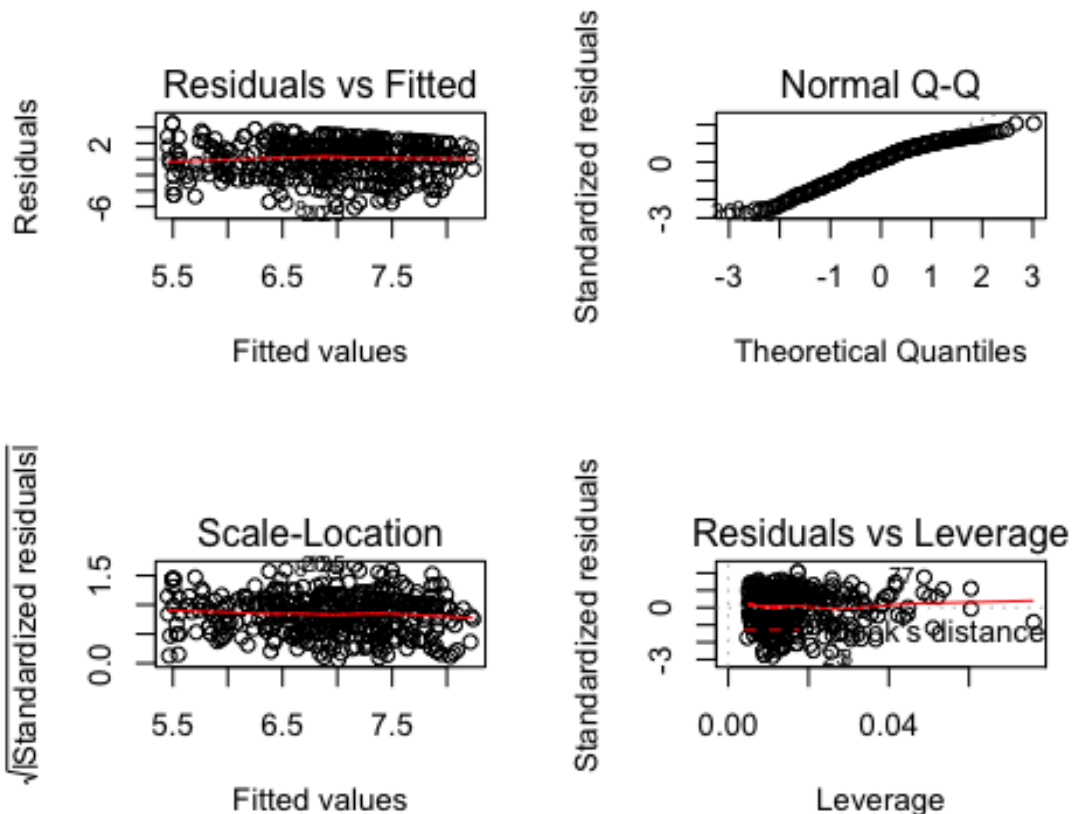 Residuals vs Fitted
Residuals
2
-6
5.5 6.5 7.5
Fitted values
Normal Q-Q
Standardized residuals
0
-3
-3 -1 0 1 2 3
Theoretical Quantiles
Scale-Location
√|Standardized residuals|
1.5
0.0
5.5 6.5 7.5
Fitted values
Residuals vs Leverage
Standardized residuals
0
-3
77
Cook's distance
0.00 0.04
Leverage